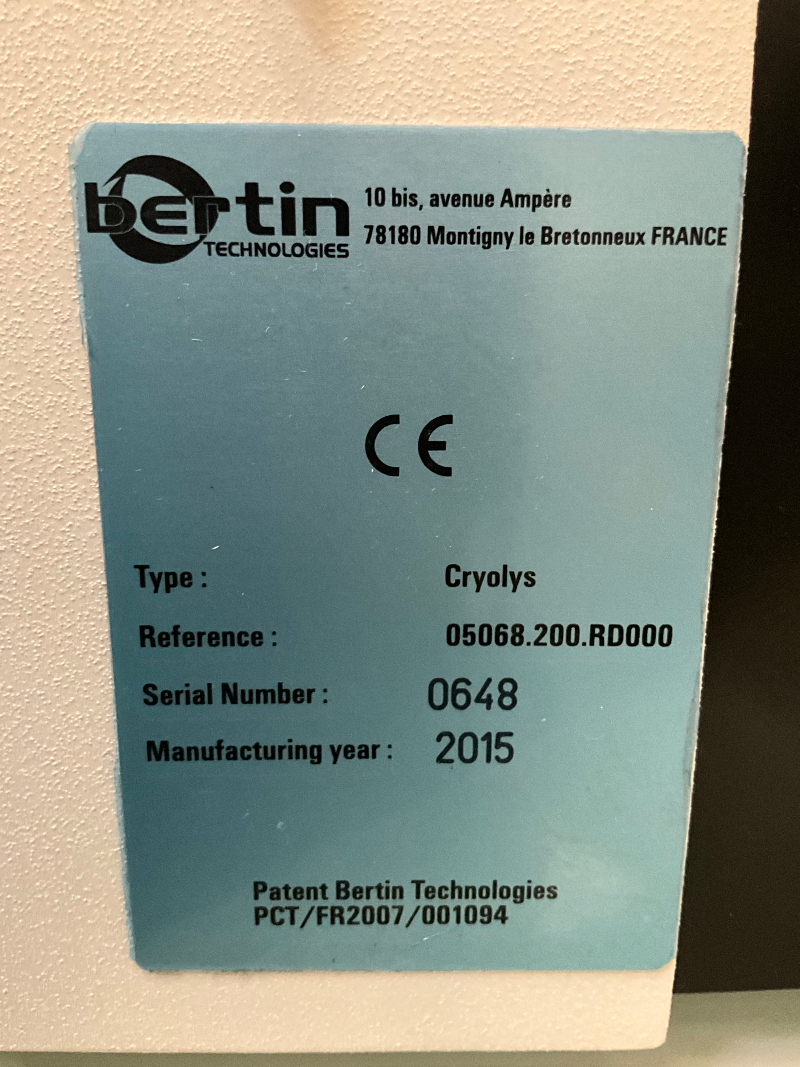 bertin
TECHNOLOGIES
10 bis, avenue Ampère
78180 Montigny le Bretonneux FRANCE
CE
Type : Cryolys
Reference : 05068.200.RD000
Serial Number : 0648
Manufacturing year : 2015
Patent Bertin Technologies
PCT/FR2007/001094